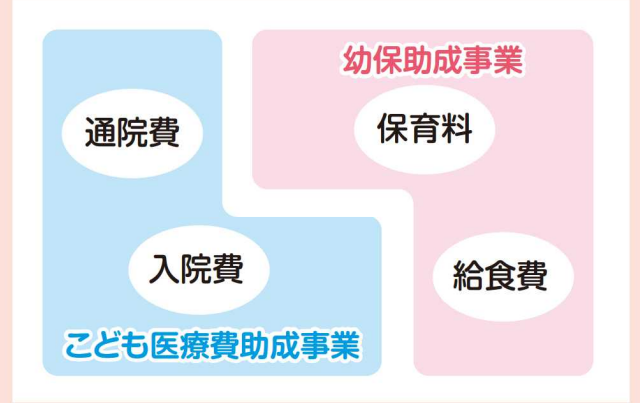 幼保助成事業
通院費
保育料
入院費
給食費
こども医療費助成事業